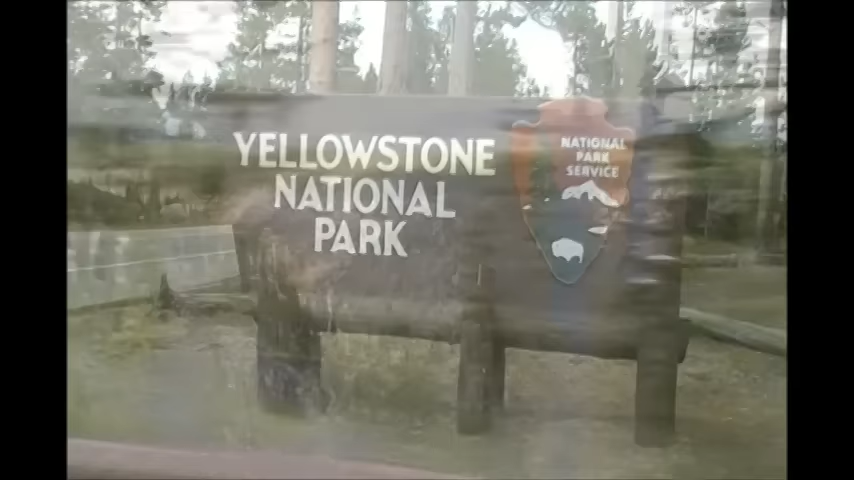 YELLOWSTONE
NATIONAL
PARK
NATIONAL
PARK
SERVICE